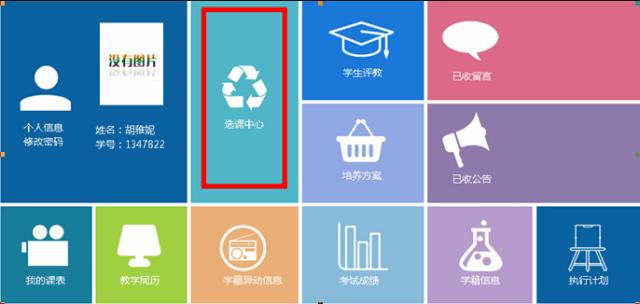 没有图片
个人信息
修改密码
姓名：胡雅妮
学号：1347822
选课中心
学生评教
已收留言
培养方案
已收公告
我的课表
教学周历
学籍异动信息
考试成绩
学籍信息
执行计划